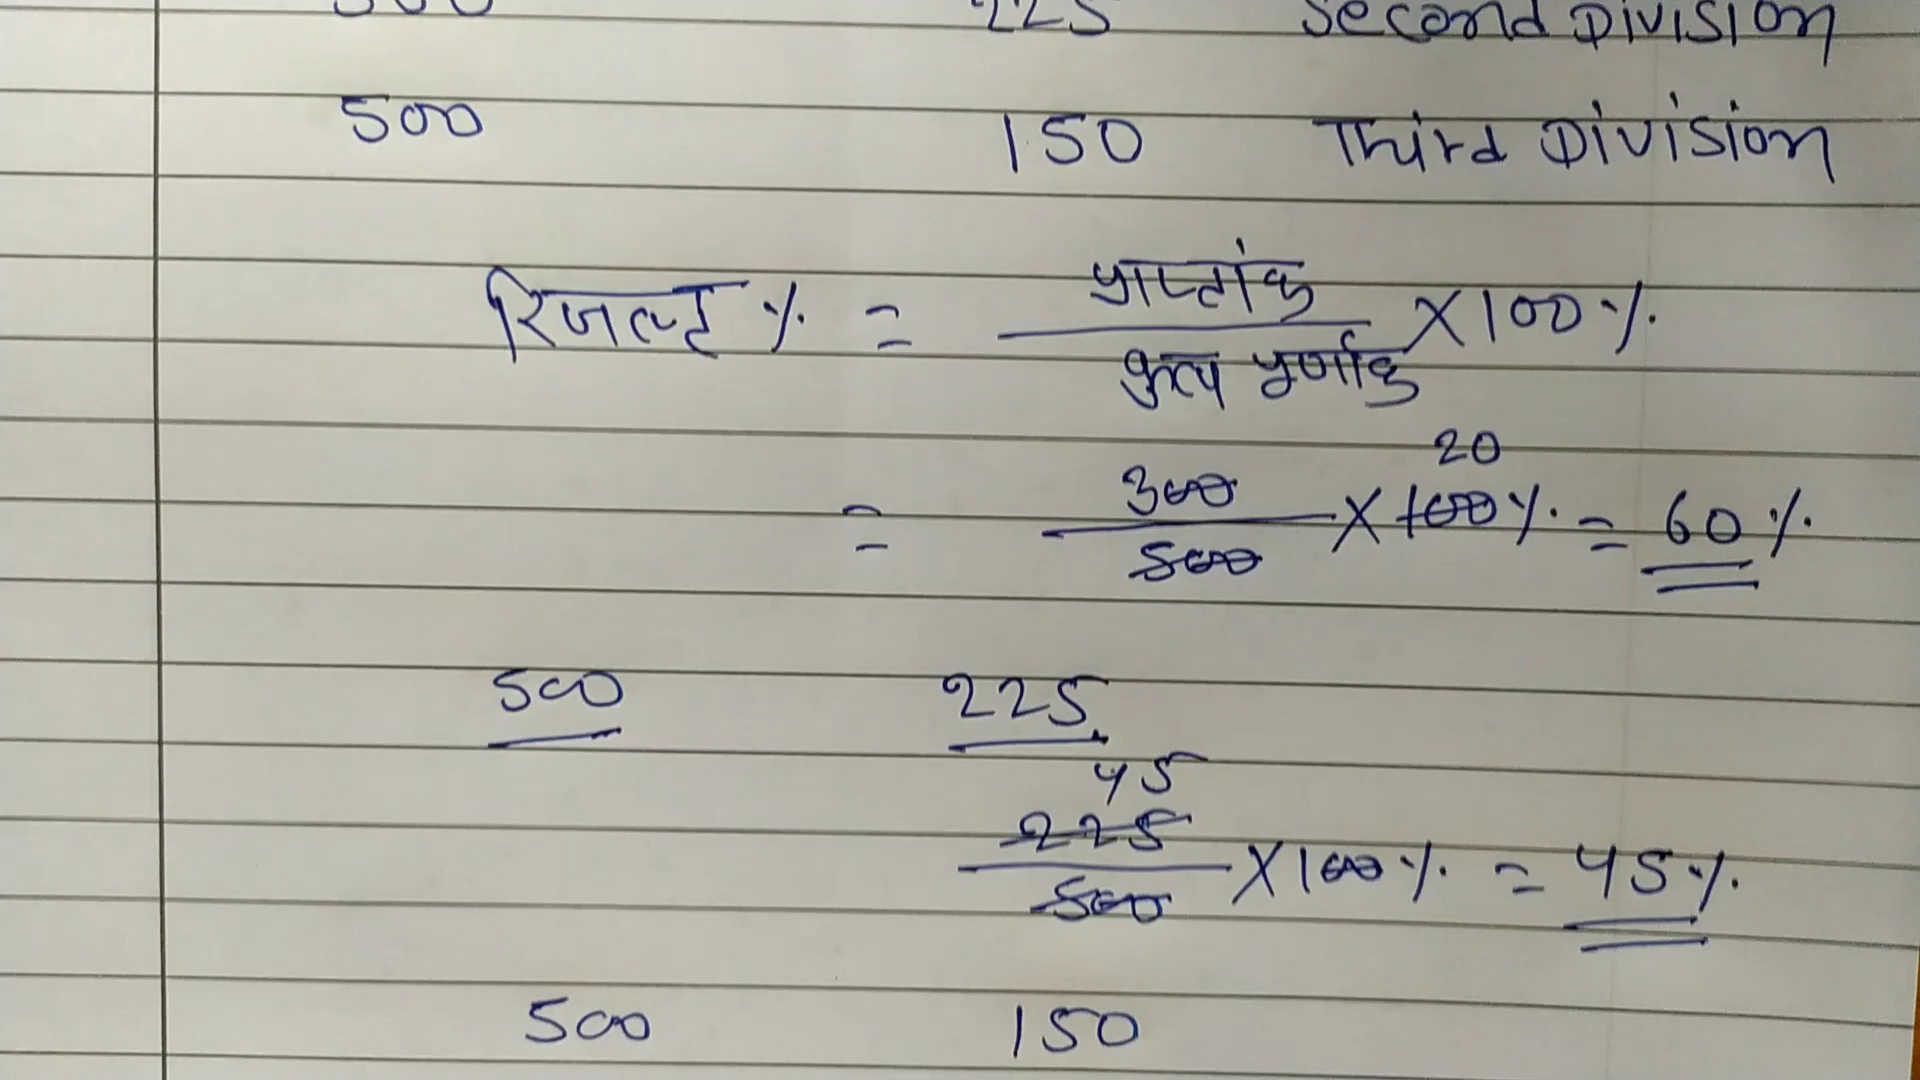 500 225 Second Division
500 150 Third Division
रिजल्ट % = प्राप्तांक / कुल पूर्णांक X 100 %
20
= 300 / 500 X 100 % = 60 %
500 225
45
225 / 500 X 100 % = 45 %
500 150